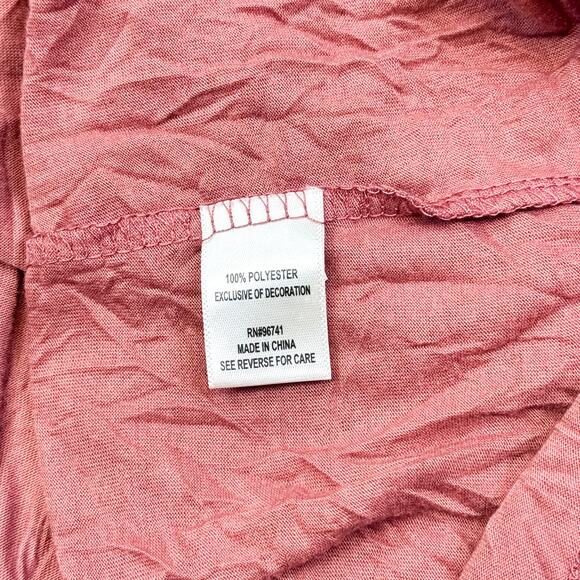 100% POLYESTER
EXCLUSIVE OF DECORATION
RN#96741
MADE IN CHINA
SEE REVERSE FOR CARE